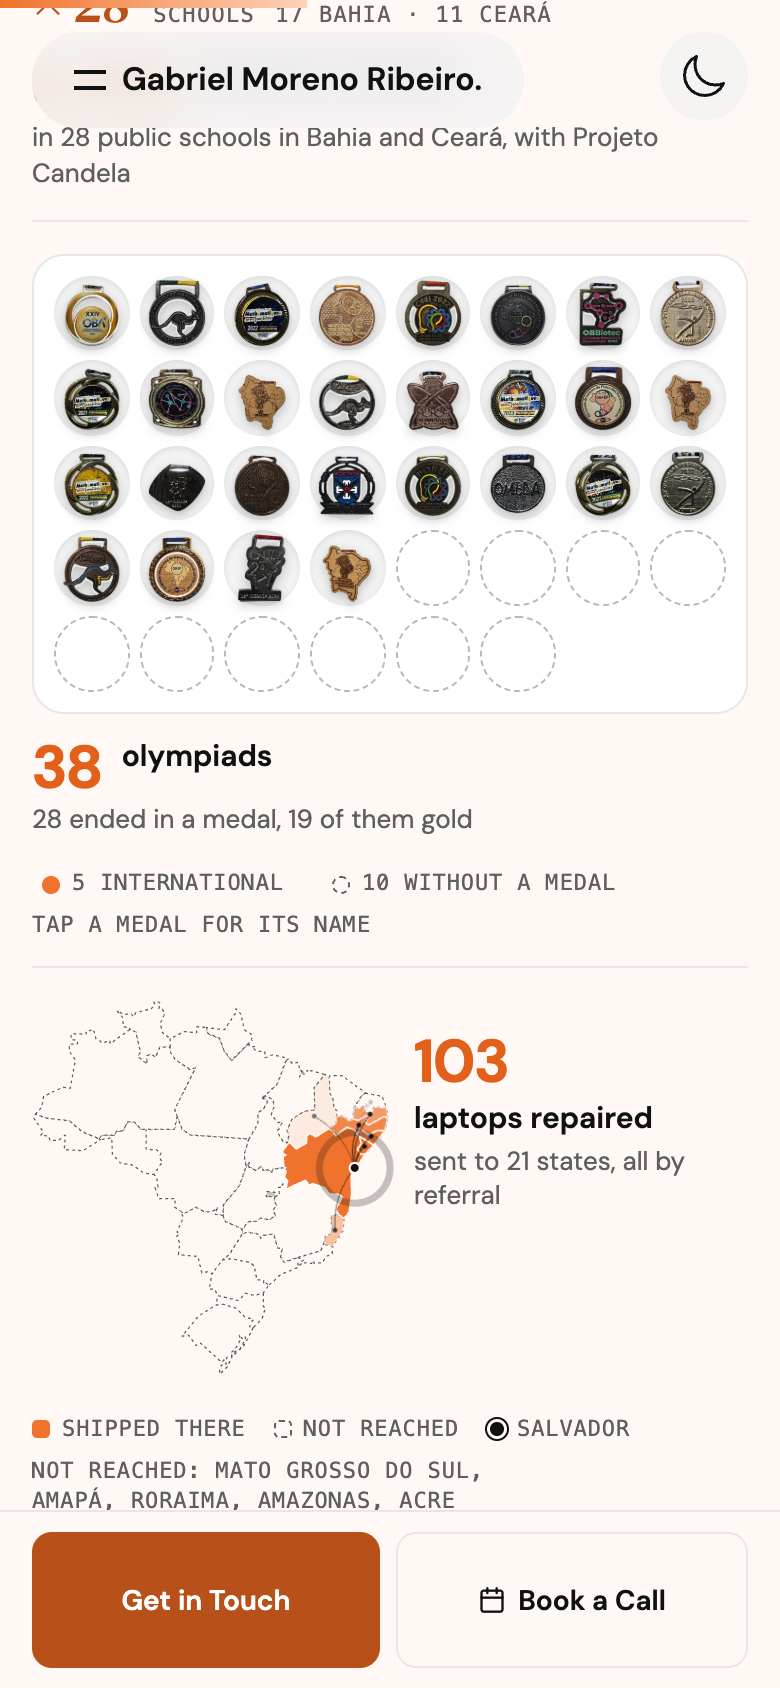 28 SCHOOLS 17 BAHIA · 11 CEARÁ
Gabriel Moreno Ribeiro.
in 28 public schools in Bahia and Ceará, with Projeto
Candela
38 olympiads
28 ended in a medal, 19 of them gold
5 INTERNATIONAL 10 WITHOUT A MEDAL
TAP A MEDAL FOR ITS NAME
103
laptops repaired
sent to 21 states, all by
referral
SHIPPED THERE NOT REACHED SALVADOR
NOT REACHED: MATO GROSSO DO SUL,
AMAPÁ, RORAIMA, AMAZONAS, ACRE
Get in Touch Book a Call